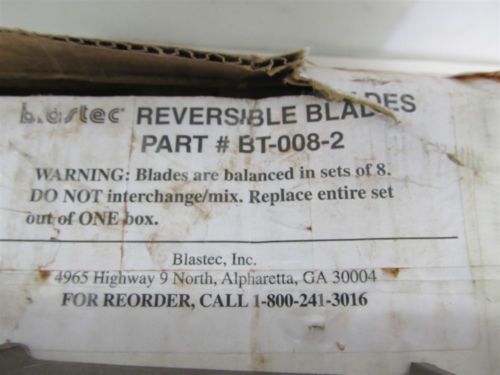 blastec REVERSIBLE BLADES
PART # BT-008-2
WARNING: Blades are balanced in sets of 8.
DO NOT interchange/mix. Replace entire set
out of ONE box.
Blastec, Inc.
4965 Highway 9 North, Alpharetta, GA 30004
FOR REORDER, CALL 1-800-241-3016